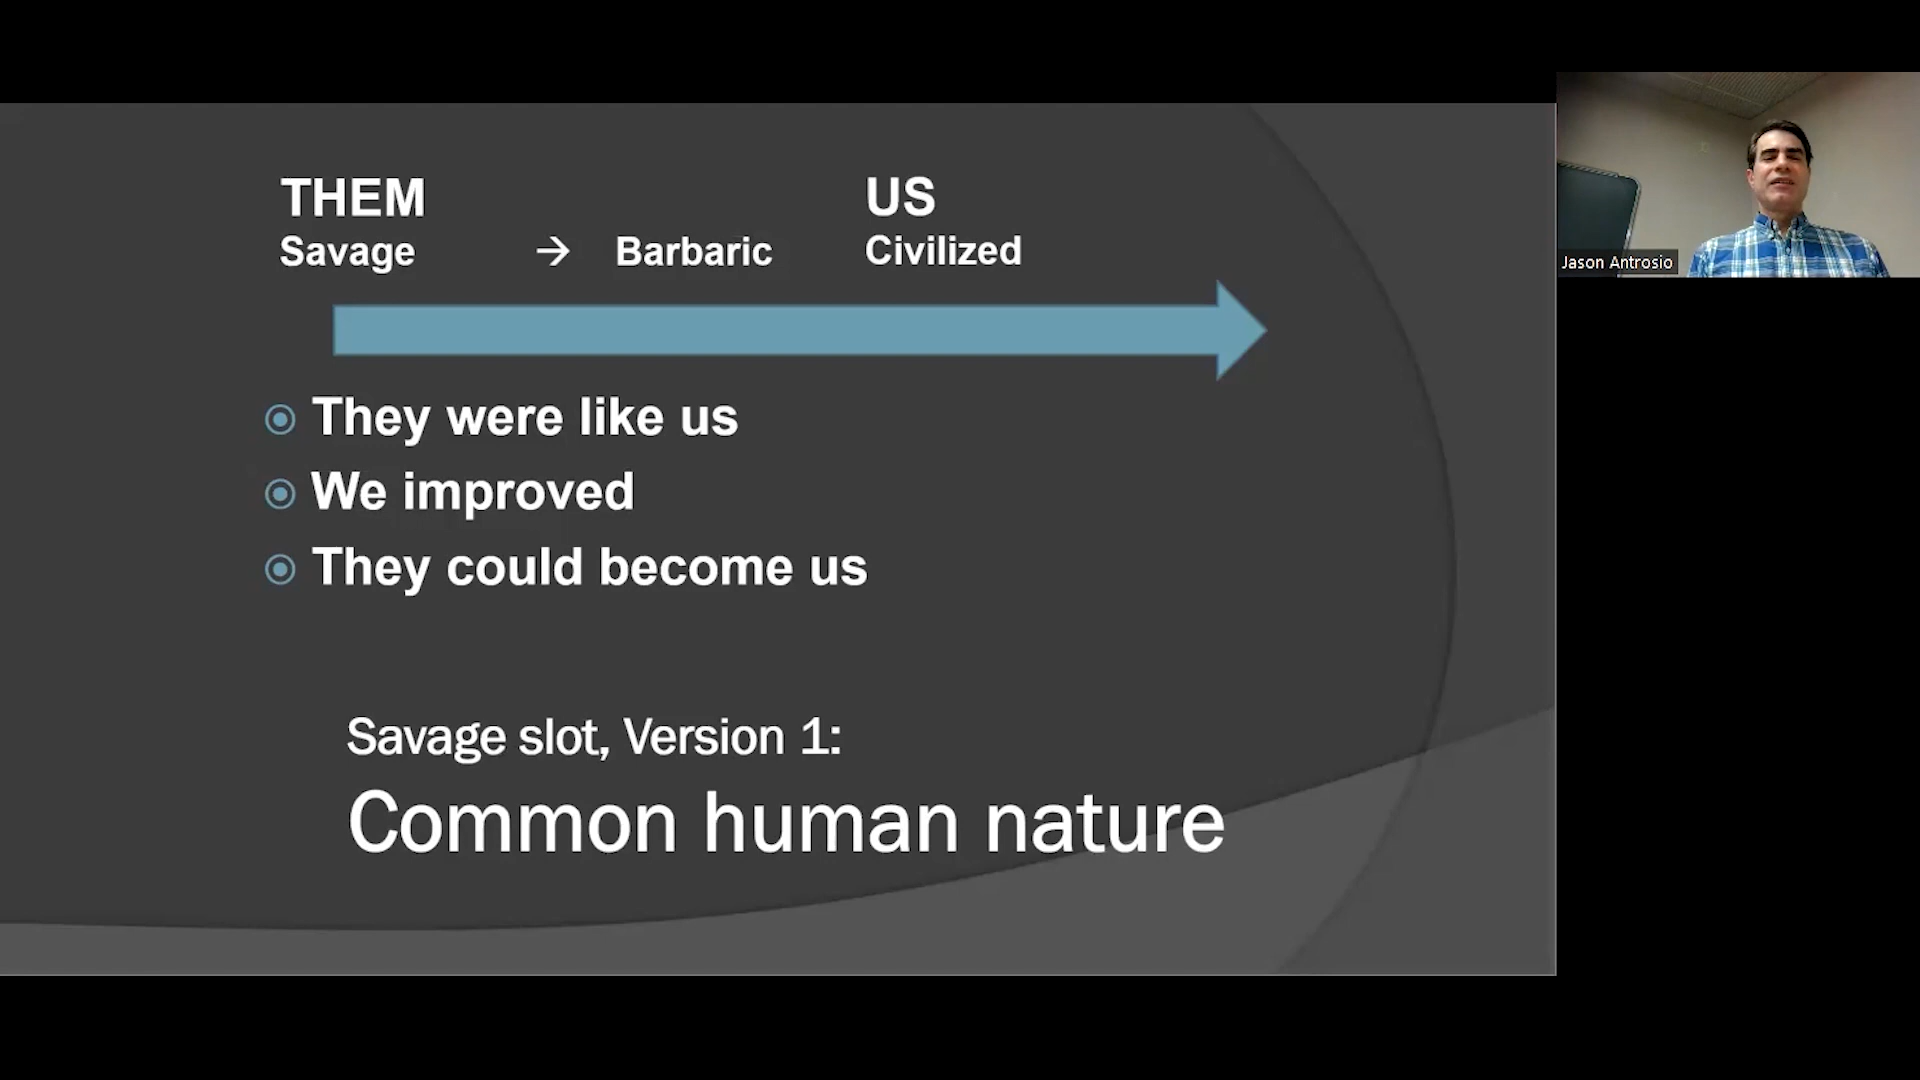 THEM US
Savage → Barbaric Civilized
They were like us
We improved
They could become us
Savage slot, Version 1:
Common human nature
Jason Antrosio